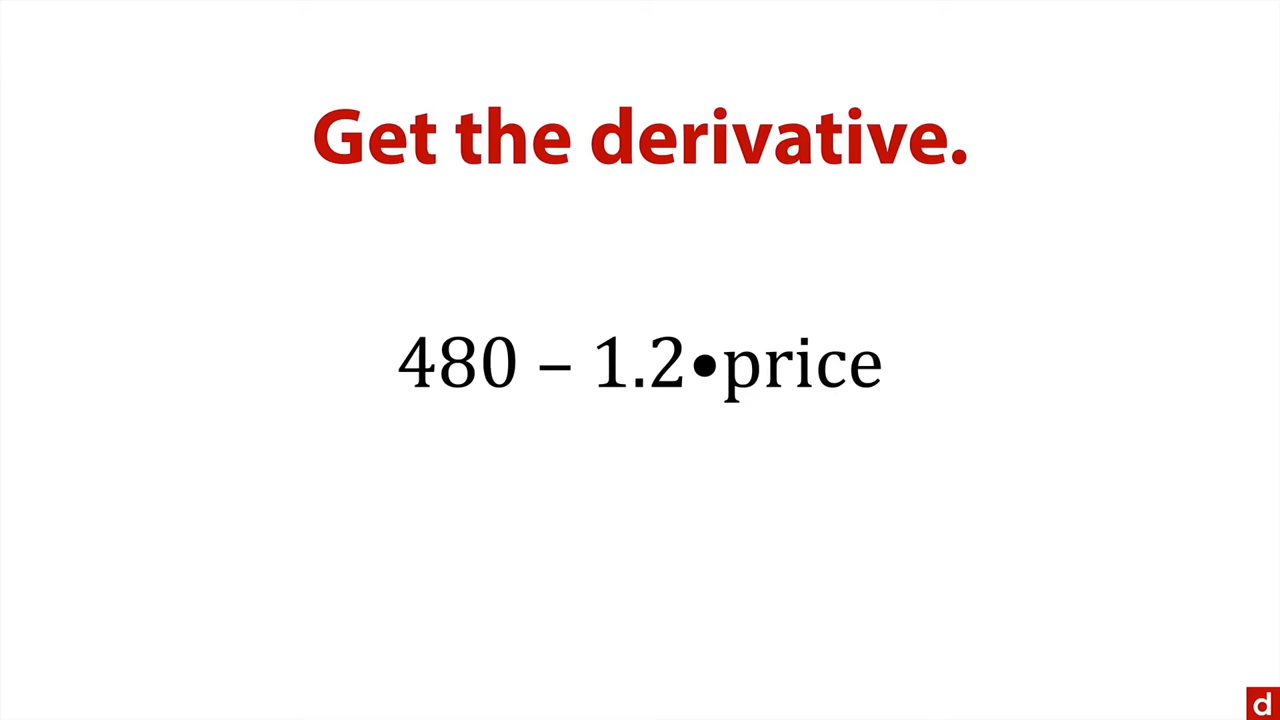 Get the derivative.
480 – 1.2•price
d